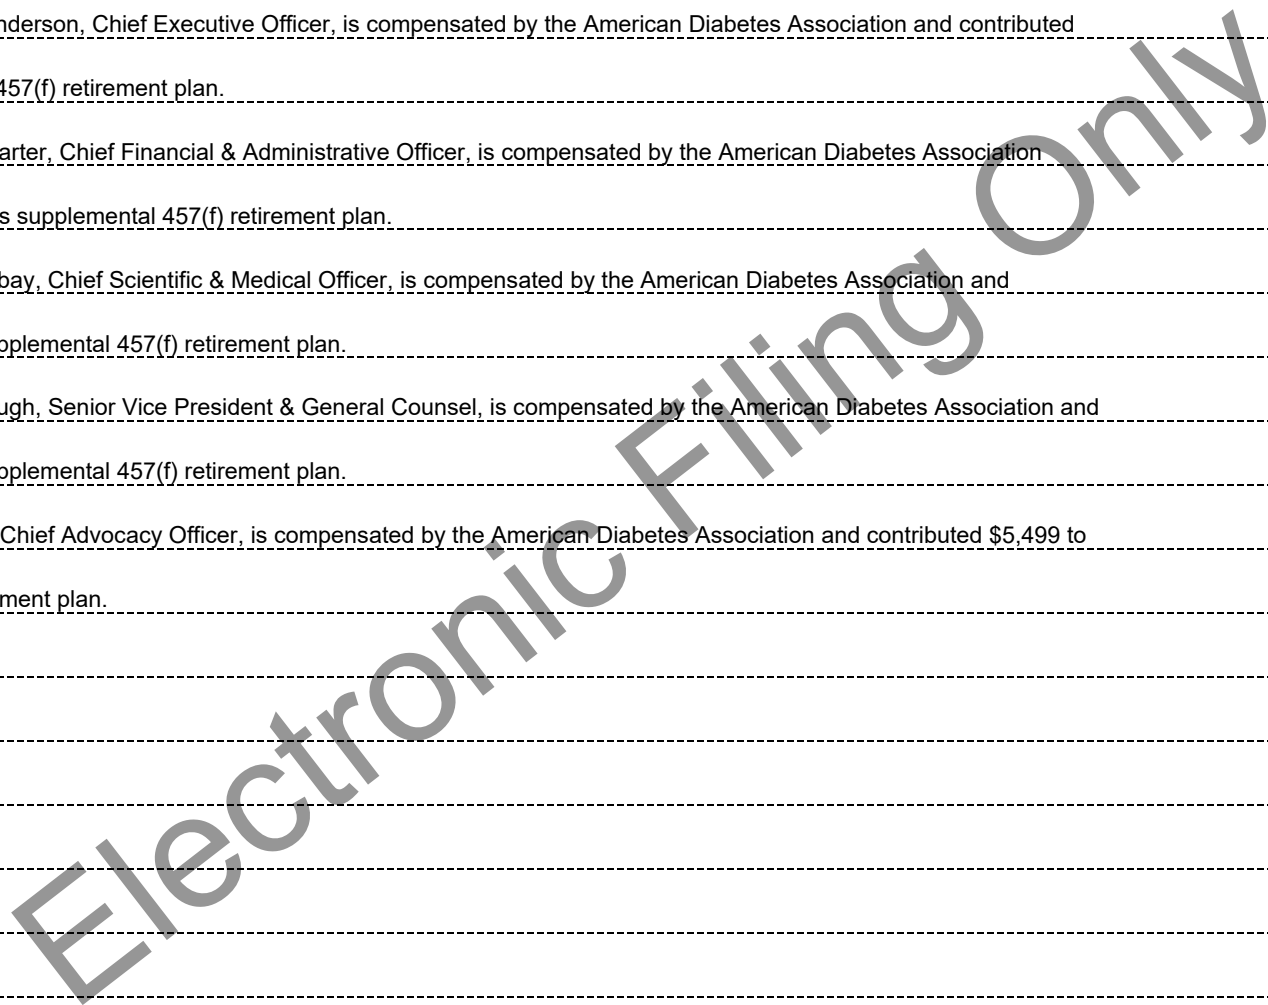 nderson, Chief Executive Officer, is compensated by the American Diabetes Association and contributed
457(f) retirement plan.
arter, Chief Financial & Administrative Officer, is compensated by the American Diabetes Association
s supplemental 457(f) retirement plan.
bay, Chief Scientific & Medical Officer, is compensated by the American Diabetes Association and
pplemental 457(f) retirement plan.
ugh, Senior Vice President & General Counsel, is compensated by the American Diabetes Association and
pplemental 457(f) retirement plan.
Chief Advocacy Officer, is compensated by the American Diabetes Association and contributed $5,499 to
ment plan.
Electronic Filing Only